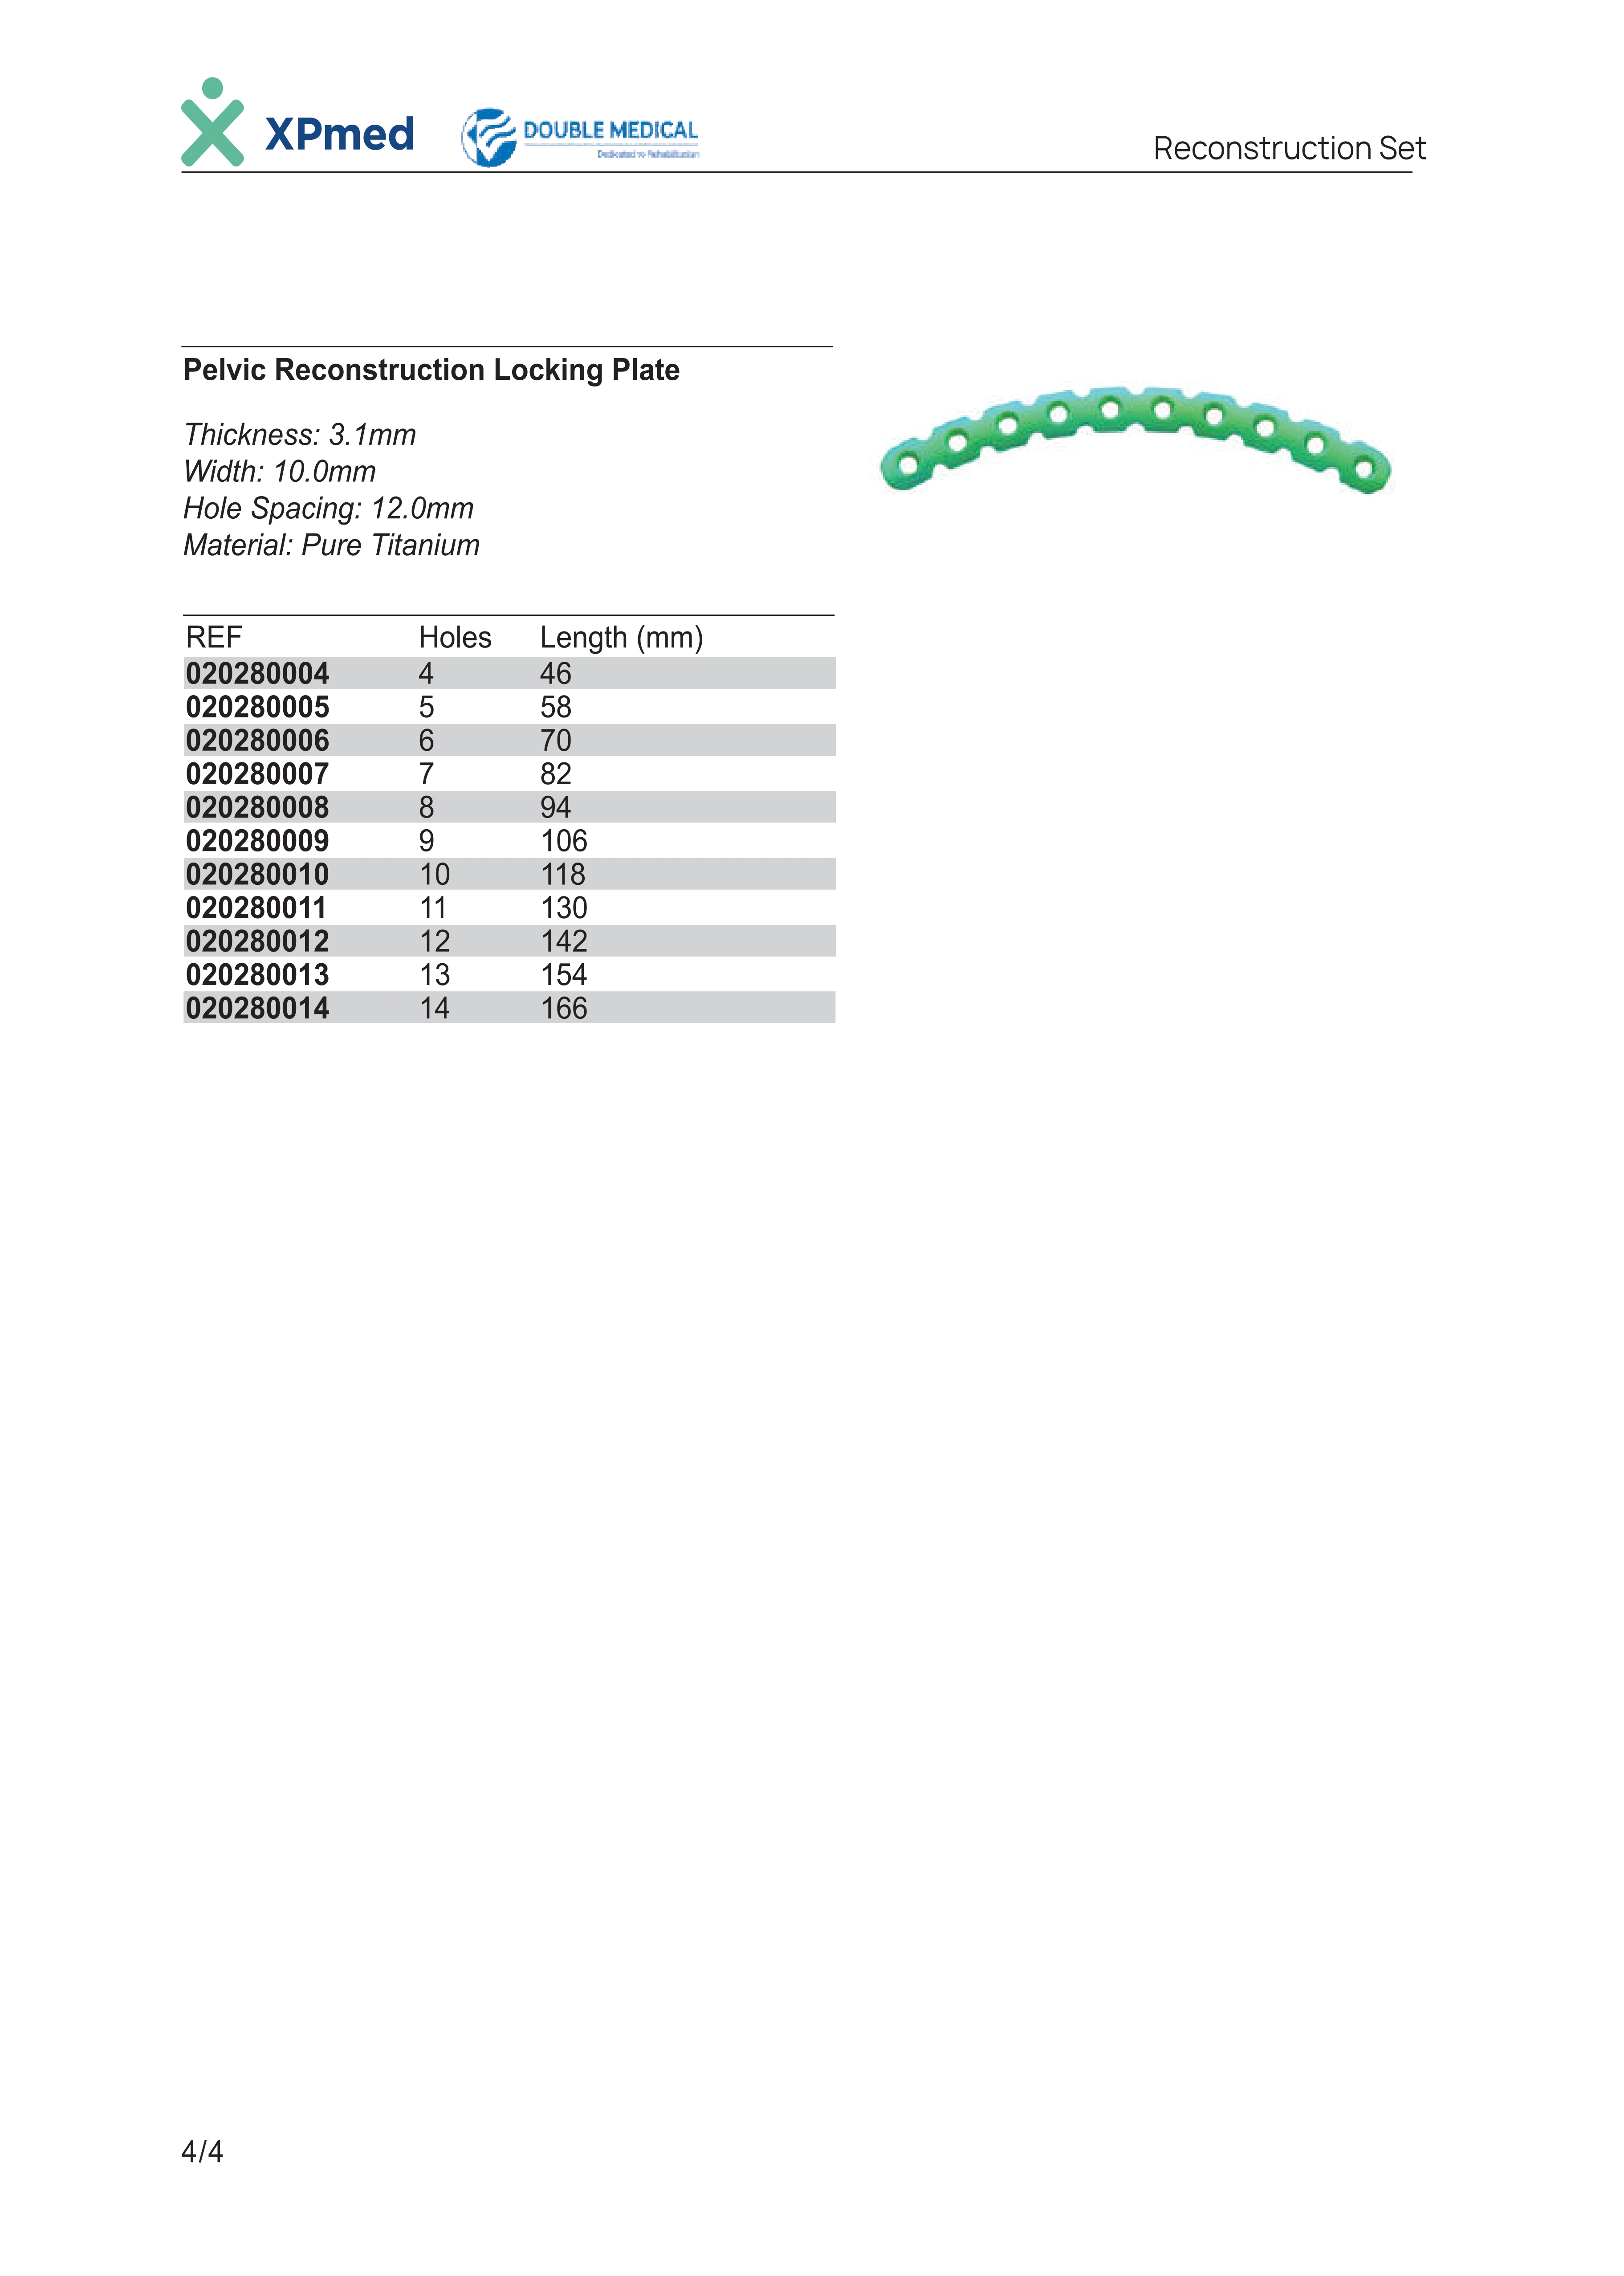 XPmed
DOUBLE MEDICAL
Dedicated to Rehabilitation
Reconstruction Set
Pelvic Reconstruction Locking Plate
Thickness: 3.1mm
Width: 10.0mm
Hole Spacing: 12.0mm
Material: Pure Titanium
REF Holes Length (mm)
020280004 4 46
020280005 5 58
020280006 6 70
020280007 7 82
020280008 8 94
020280009 9 106
020280010 10 118
020280011 11 130
020280012 12 142
020280013 13 154
020280014 14 166
4/4